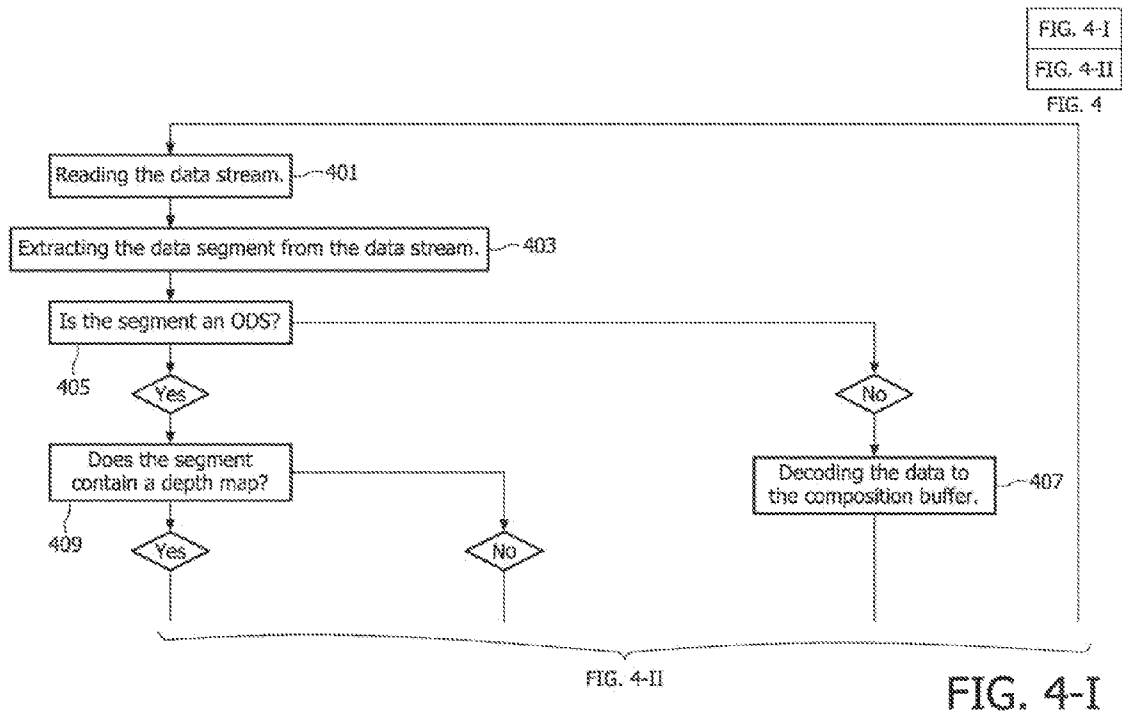 FIG. 4-I
FIG. 4-II
FIG. 4
Reading the data stream.
401
Extracting the data segment from the data stream.
403
Is the segment an ODS?
405
Yes
No
Does the segment
contain a depth map?
409
Decoding the data to
the composition buffer.
407
Yes
No
FIG. 4-II
FIG. 4-I